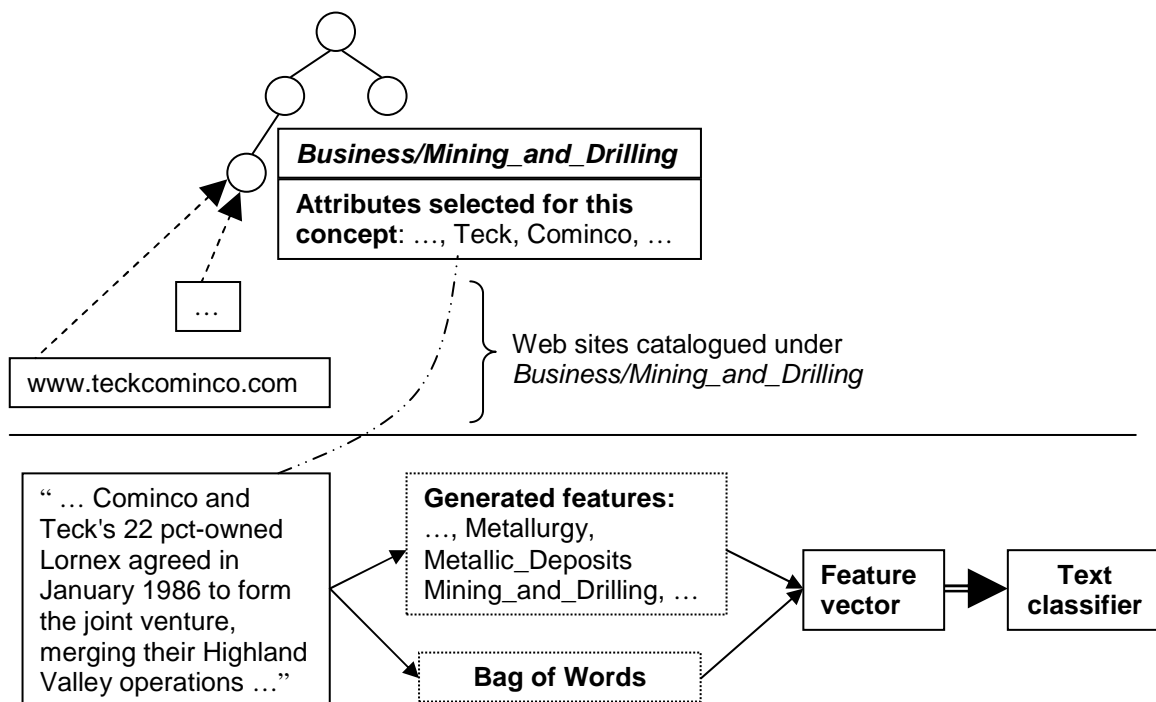 Business/Mining_and_Drilling
Attributes selected for this
concept: …, Teck, Cominco, …
…
www.teckcominco.com
Web sites catalogued under
Business/Mining_and_Drilling
“ … Cominco and
Teck's 22 pct-owned
Lornex agreed in
January 1986 to form
the joint venture,
merging their Highland
Valley operations …”
Generated features:
…, Metallurgy,
Metallic_Deposits
Mining_and_Drilling, …
Bag of Words
Feature
vector
Text
classifier